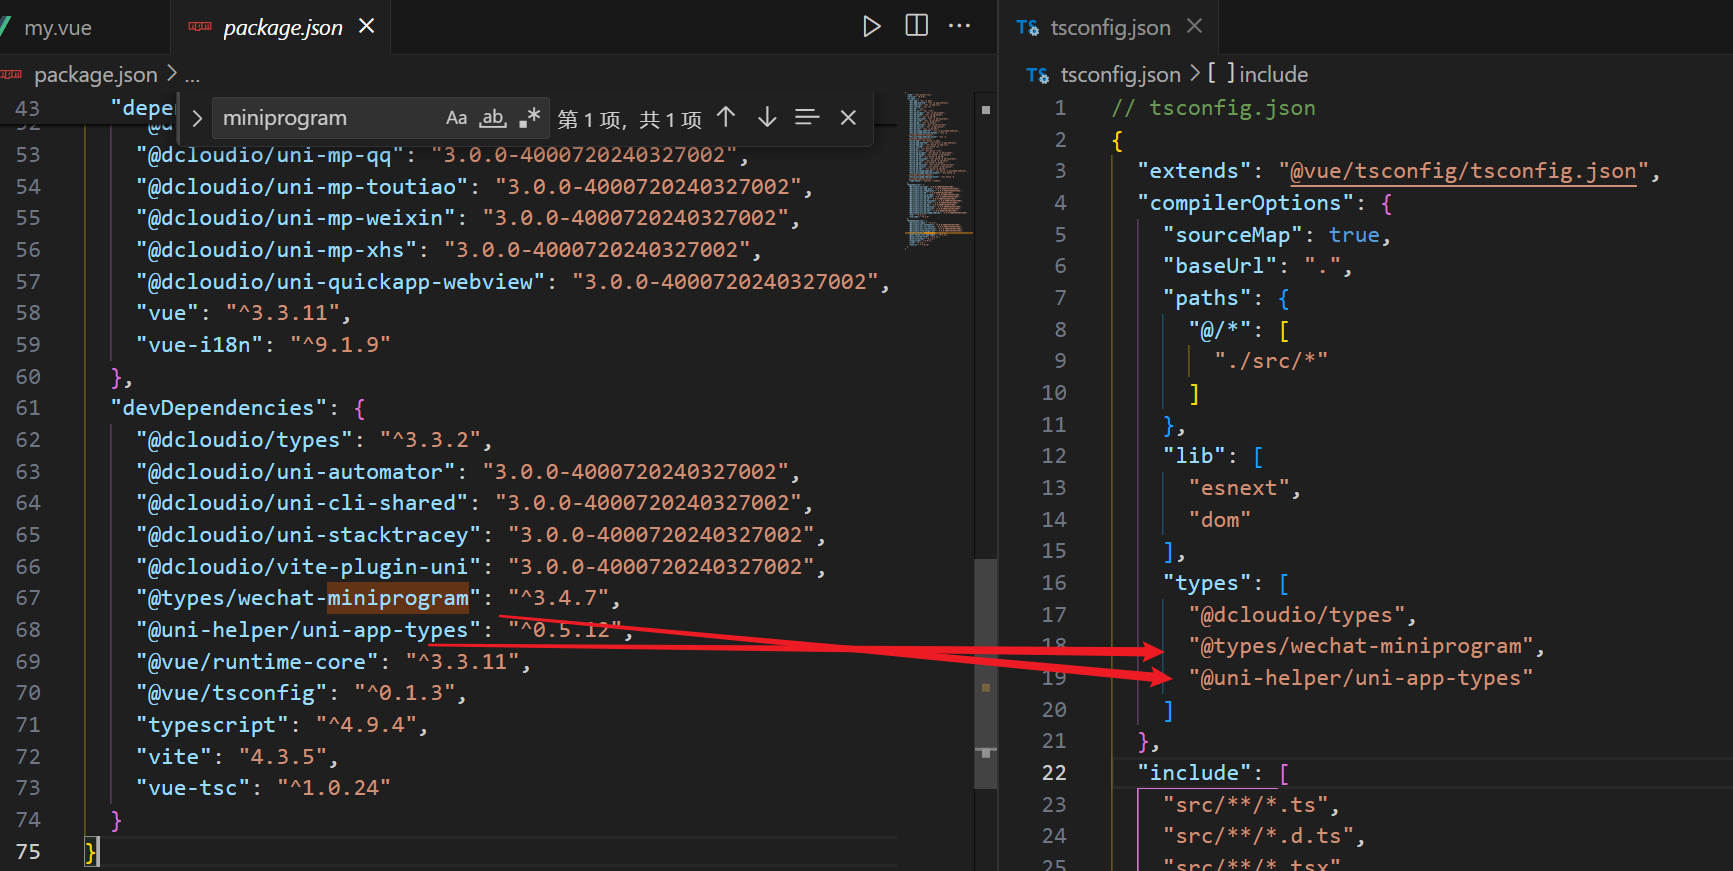 my.vue
package.json
package.json > ...
miniprogram
Aa
ab
.*
第 1 项，共 1 项
43 "depe
52
53 "@dcloudio/uni-mp-qq": "3.0.0-4000720240327002",
54 "@dcloudio/uni-mp-toutiao": "3.0.0-4000720240327002",
55 "@dcloudio/uni-mp-weixin": "3.0.0-4000720240327002",
56 "@dcloudio/uni-mp-xhs": "3.0.0-4000720240327002",
57 "@dcloudio/uni-quickapp-webview": "3.0.0-4000720240327002",
58 "vue": "^3.3.11",
59 "vue-i18n": "^9.1.9"
60 },
61 "devDependencies": {
62 "@dcloudio/types": "^3.3.2",
63 "@dcloudio/uni-automator": "3.0.0-4000720240327002",
64 "@dcloudio/uni-cli-shared": "3.0.0-4000720240327002",
65 "@dcloudio/uni-stacktracey": "3.0.0-4000720240327002",
66 "@dcloudio/vite-plugin-uni": "3.0.0-4000720240327002",
67 "@types/wechat-miniprogram": "^3.4.7",
68 "@uni-helper/uni-app-types": "^0.5.12",
69 "@vue/runtime-core": "^3.3.11",
70 "@vue/tsconfig": "^0.1.3",
71 "typescript": "^4.9.4",
72 "vite": "4.3.5",
73 "vue-tsc": "^1.0.24"
74 }
75 }
TS tsconfig.json
TS tsconfig.json > [ ] include
1 // tsconfig.json
2 {
3 "extends": "@vue/tsconfig/tsconfig.json",
4 "compilerOptions": {
5 "sourceMap": true,
6 "baseUrl": ".",
7 "paths": {
8 "@/*": [
9 "./src/*"
10 ]
11 },
12 "lib": [
13 "esnext",
14 "dom"
15 ],
16 "types": [
17 "@dcloudio/types",
18 "@types/wechat-miniprogram",
19 "@uni-helper/uni-app-types"
20 ]
21 },
22 "include": [
23 "src/**/*.ts",
24 "src/**/*.d.ts",
25 "src/**/*.tsx"